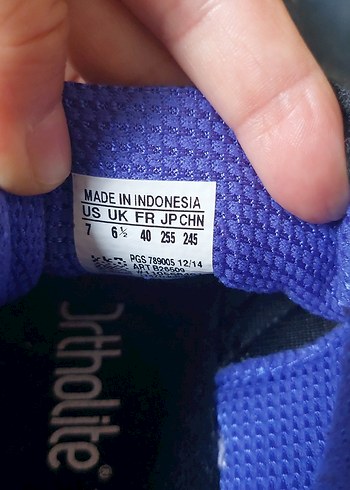 MADE IN INDONESIA
US UK FR JP CHN
7 6½ 40 255 245
PGS 789005 12/14
ART B26509
Ortholite®